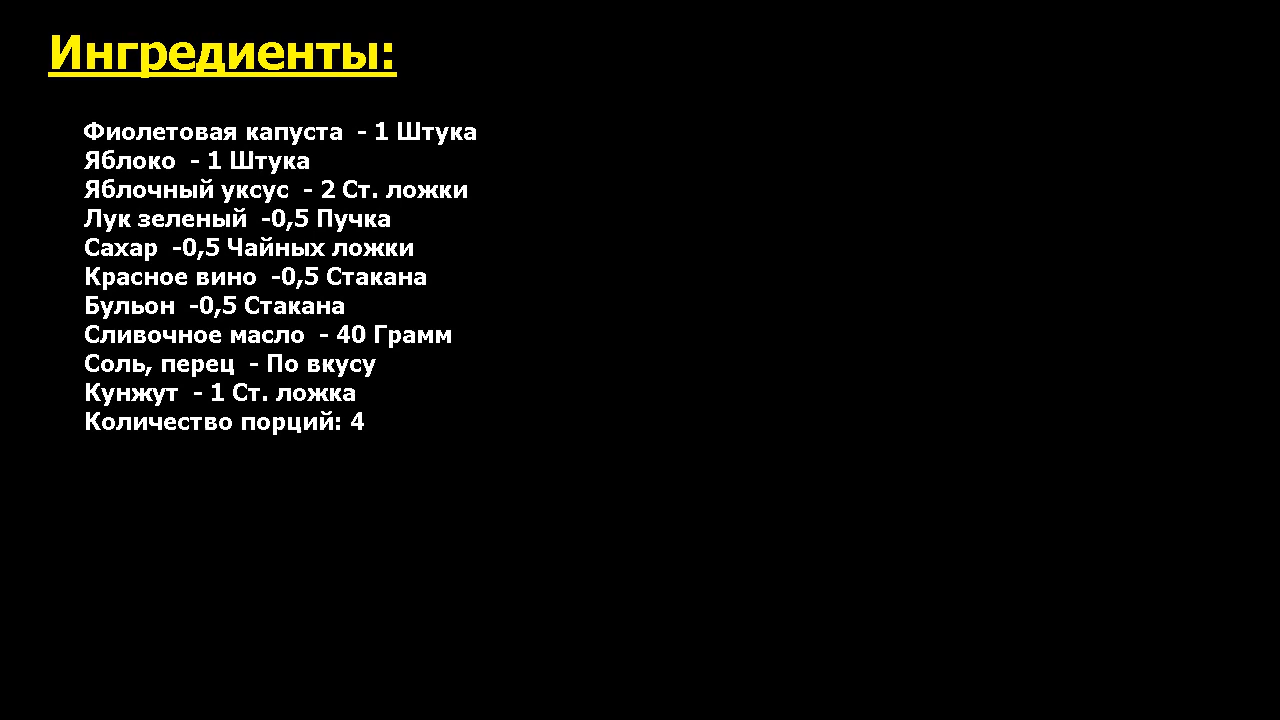 Ингредиенты:
Фиолетовая капуста  - 1 Штука
Яблоко  - 1 Штука
Яблочный уксус  - 2 Ст. ложки
Лук зеленый  -0,5 Пучка
Сахар  -0,5 Чайных ложки
Красное вино  -0,5 Стакана
Бульон  -0,5 Стакана
Сливочное масло  - 40 Грамм
Соль, перец  - По вкусу
Кунжут  - 1 Ст. ложка
Количество порций: 4